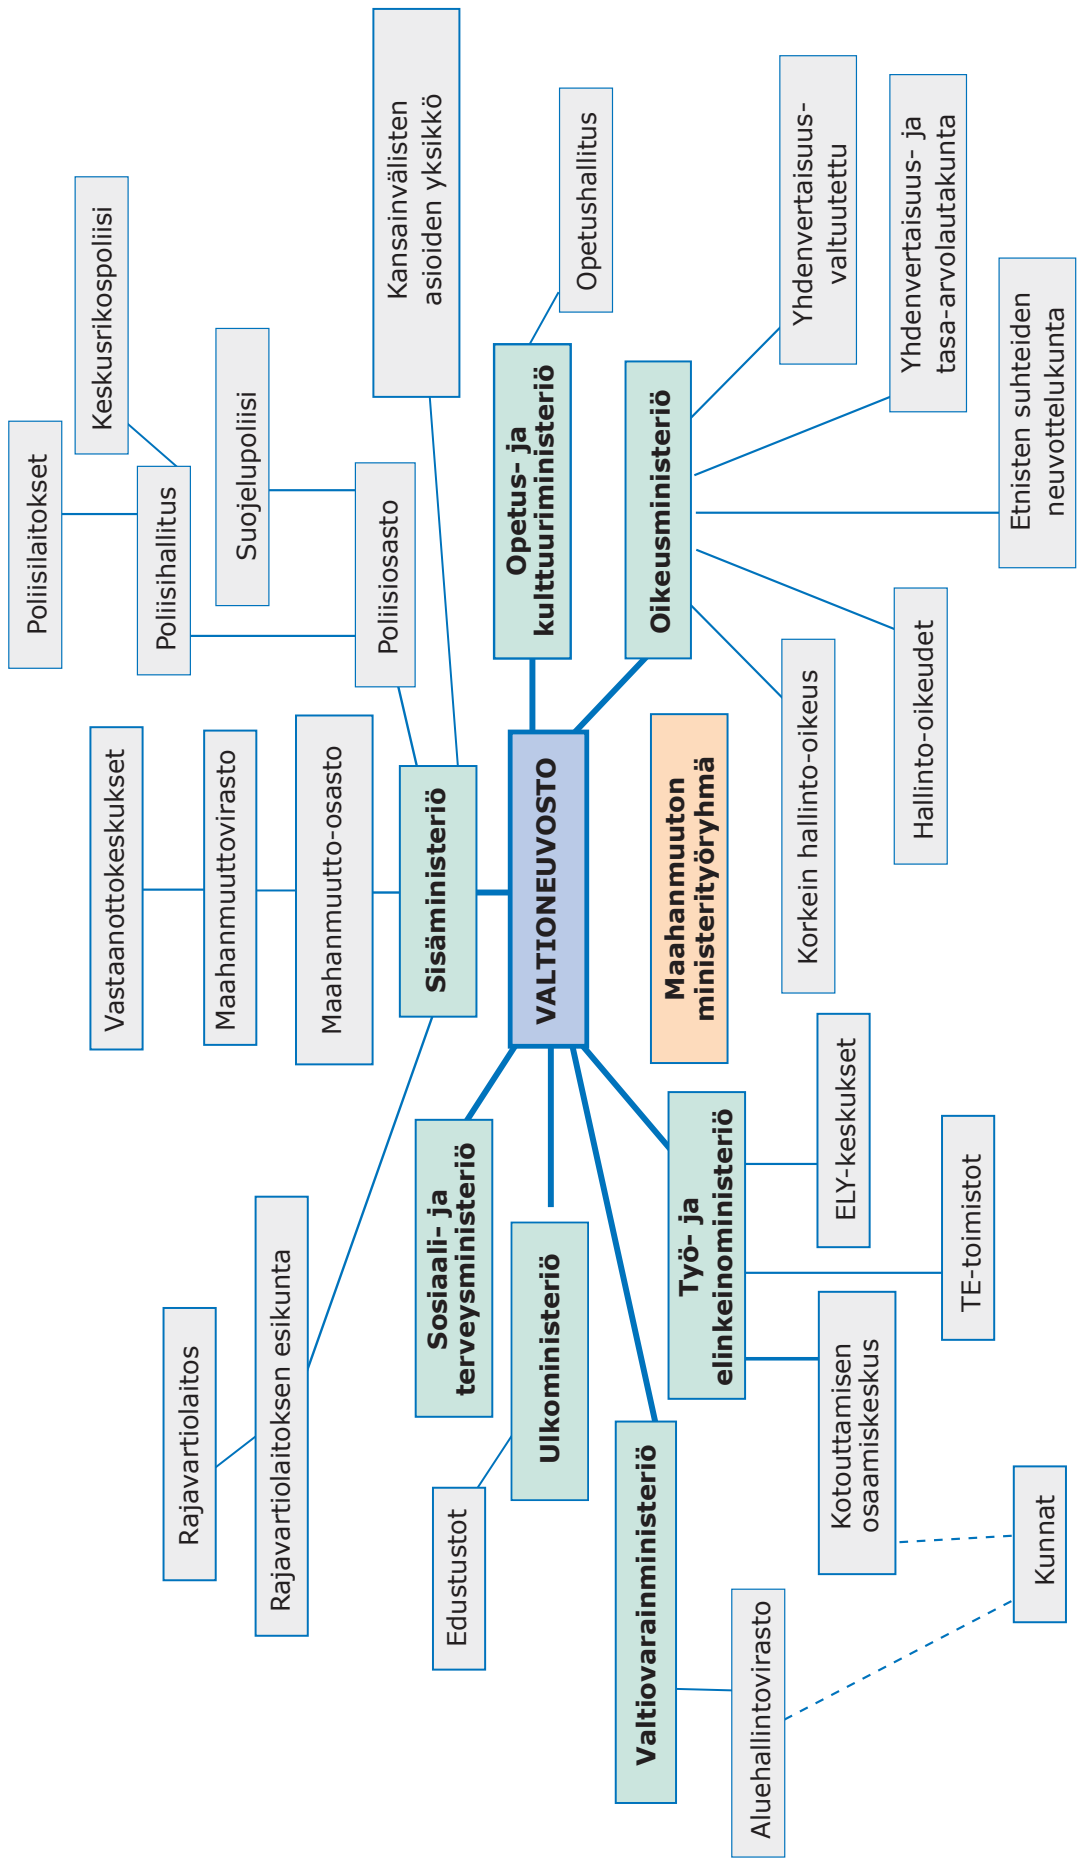 Rajavartiolaitos
Rajavartiolaitoksen esikunta
Vastaanottokeskukset
Maahanmuuttovirasto
Maahanmuutto-osasto
Poliisilaitokset
Keskusrikospoliisi
Poliisihallitus
Suojelupoliisi
Poliisiosasto
Kansainvälisten
asioiden yksikkö
Sisäministeriö
Sosiaali- ja
terveysministeriö
Edustustot
Ulkoministeriö
VALTIONEUVOSTO
Opetus- ja
kulttuuriministeriö
Opetushallitus
Oikeusministeriö
Maahanmuuton
ministerityöryhmä
Valtiovarainministeriö
Työ- ja
elinkeinoministeriö
Aluehallintovirasto
Kotouttamisen
osaamiskeskus
ELY-keskukset
TE-toimistot
Kunnat
Korkein hallinto-oikeus
Hallinto-oikeudet
Etnisten suhteiden
neuvottelukunta
Yhdenvertaisuus- ja
tasa-arvolautakunta
Yhdenvertaisuus-
valtuutettu